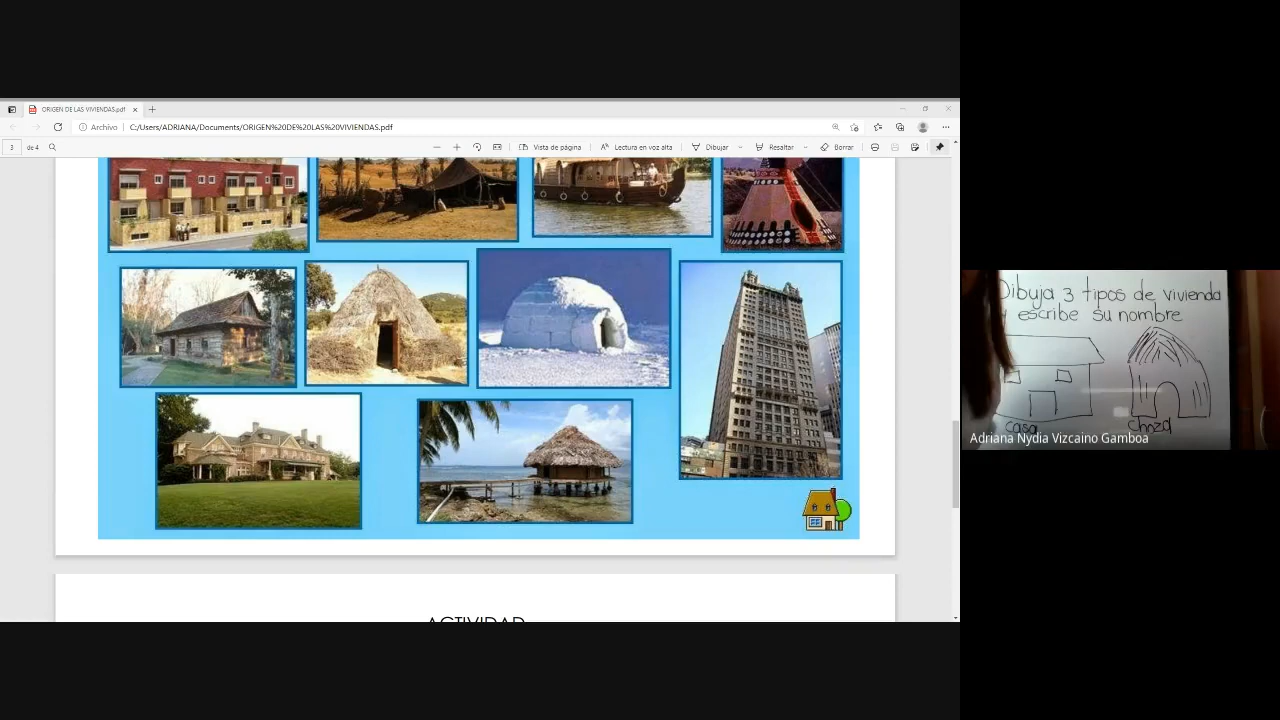 ORIGEN DE LAS VIVIENDAS.pdf
Archivo
C:/Users/ADRIANA/Documents/ORIGEN%20DE%20LAS%20VIVIENDAS.pdf
3
de 4
Vista de página
Lectura en voz alta
Dibujar
Resaltar
Borrar
ACTIVIDAD
Dibuja 3 tipos de vivienda
y escribe su nombre
casa
choza
Adriana Nydia Vizcaino Gamboa